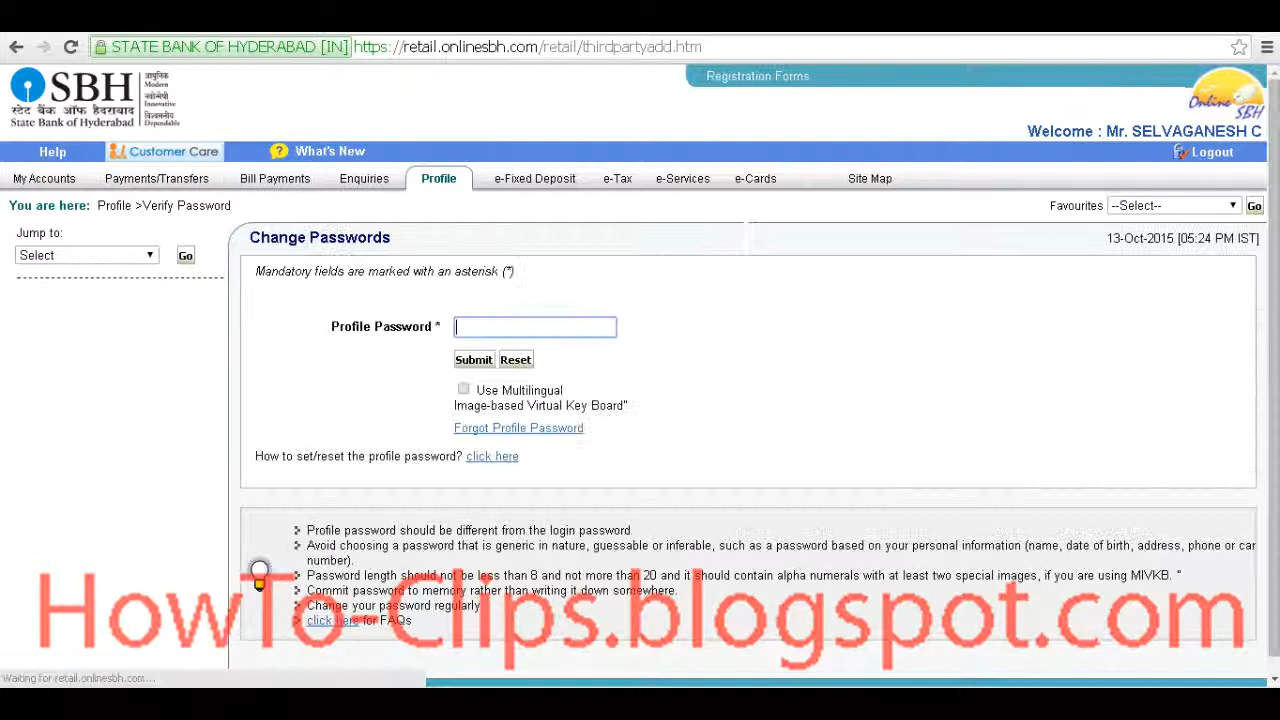 STATE BANK OF HYDERABAD [IN] https://retail.onlinesbh.com/retail/thirdpartyadd.htm
SBH
स्टेट बैंक ऑफ हैदराबाद
State Bank of Hyderabad
आधुनिक
Modern
Innovative
Dependable
Registration Forms
Online SBH
Welcome : Mr. SELVAGANESH C
Help Customer Care ? What's New Logout
My Accounts Payments/Transfers Bill Payments Enquiries Profile e-Fixed Deposit e-Tax e-Services e-Cards Site Map
You are here: Profile >Verify Password Favourites --Select-- Go
Jump to:
Select Go
Change Passwords 13-Oct-2015 [05:24 PM IST]
Mandatory fields are marked with an asterisk (*)
Profile Password *
Submit Reset
Use Multilingual
Image-based Virtual Key Board"
Forgot Profile Password
How to set/reset the profile password? click here
Profile password should be different from the login password.
Avoid choosing a password that is generic in nature, guessable or inferable, such as a password based on your personal information (name, date of birth, address, phone or car
number).
Password length should not be less than 8 and not more than 20 and it should contain alpha numerals with at least two special images, if you are using MIVKB. "
Commit password to memory rather than writing it down somewhere.
Change your password regularly
click here for FAQs
HowTo-Clips.blogspot.com
Waiting for retail.onlinesbh.com...